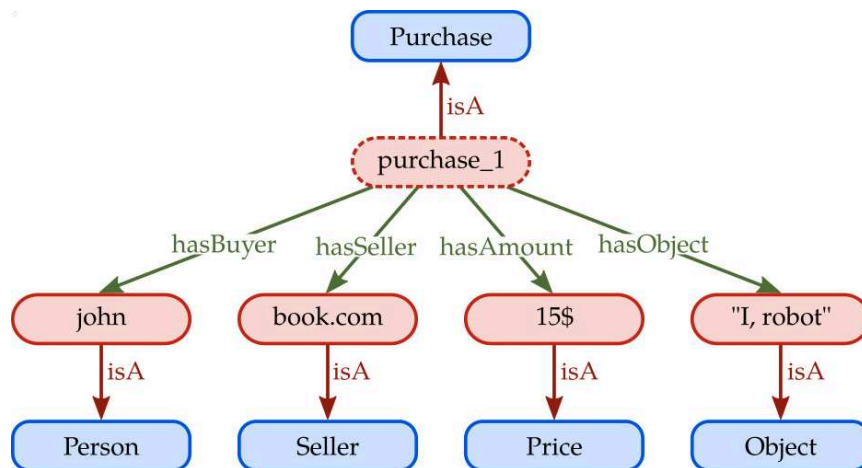 Purchase
isA
purchase_1
hasBuyer hasSeller hasAmount hasObject
john book.com 15$ "I, robot"
isA isA isA isA
Person Seller Price Object